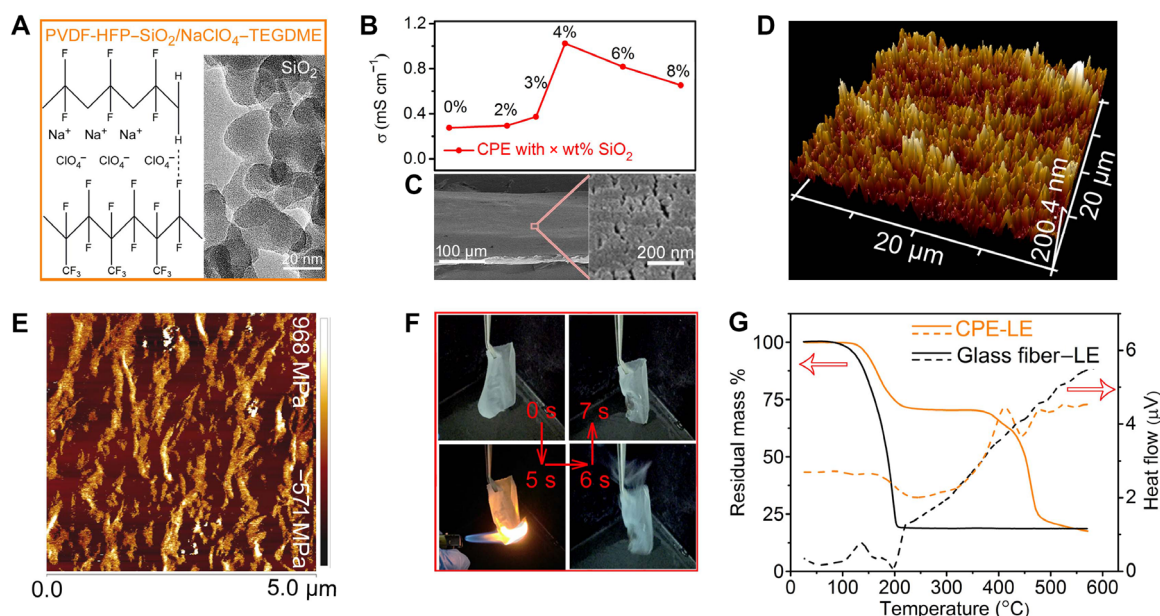 A
PVDF-HFP–SiO₂/NaClO₄–TEGDME
F F F H
F F F
Na⁺ Na⁺ Na⁺ H
ClO₄⁻ ClO₄⁻ ClO₄⁻
F F F F
F F F F
CF₃ CF₃ CF₃
SiO₂
20 nm
B
σ (mS cm⁻¹)
1.2
0.8
0.4
0.0
0%
2%
3%
4%
6%
8%
CPE with × wt% SiO₂
C
100 μm
200 nm
D
200.4 nm
20 μm
20 μm
E
968 MPa
−571 MPa
0.0
5.0 μm
F
0 s
7 s
5 s
6 s
G
CPE-LE
Glass fiber–LE
Residual mass %
100
75
50
25
0
100
200
300
400
500
600
Temperature (°C)
6
4
2
0
Heat flow (μV)